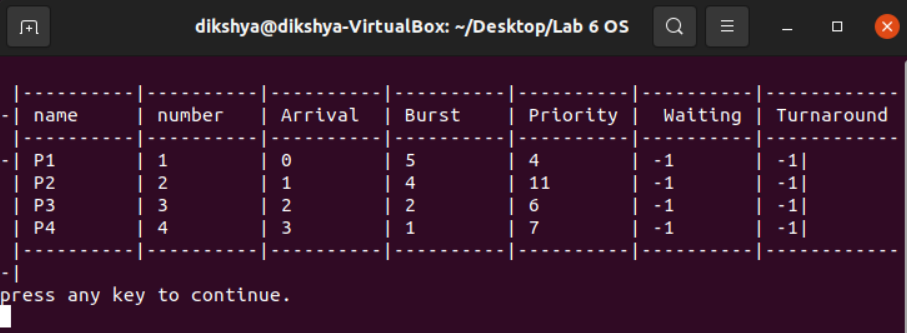 dikshya@dikshya-VirtualBox: ~/Desktop/Lab 6 OS
|----------|----------|----------|----------|----------|----------|------------
-| name     | number   | Arrival  | Burst    | Priority |  Waiting | Turnaround
|----------|----------|----------|----------|----------|----------|------------
-| P1       | 1        | 0        | 5        | 4        | -1       | -1|
| P2       | 2        | 1        | 4        | 11       | -1       | -1|
| P3       | 3        | 2        | 2        | 6        | -1       | -1|
| P4       | 4        | 3        | 1        | 7        | -1       | -1|
|----------|----------|----------|----------|----------|----------|------------
-|
press any key to continue.